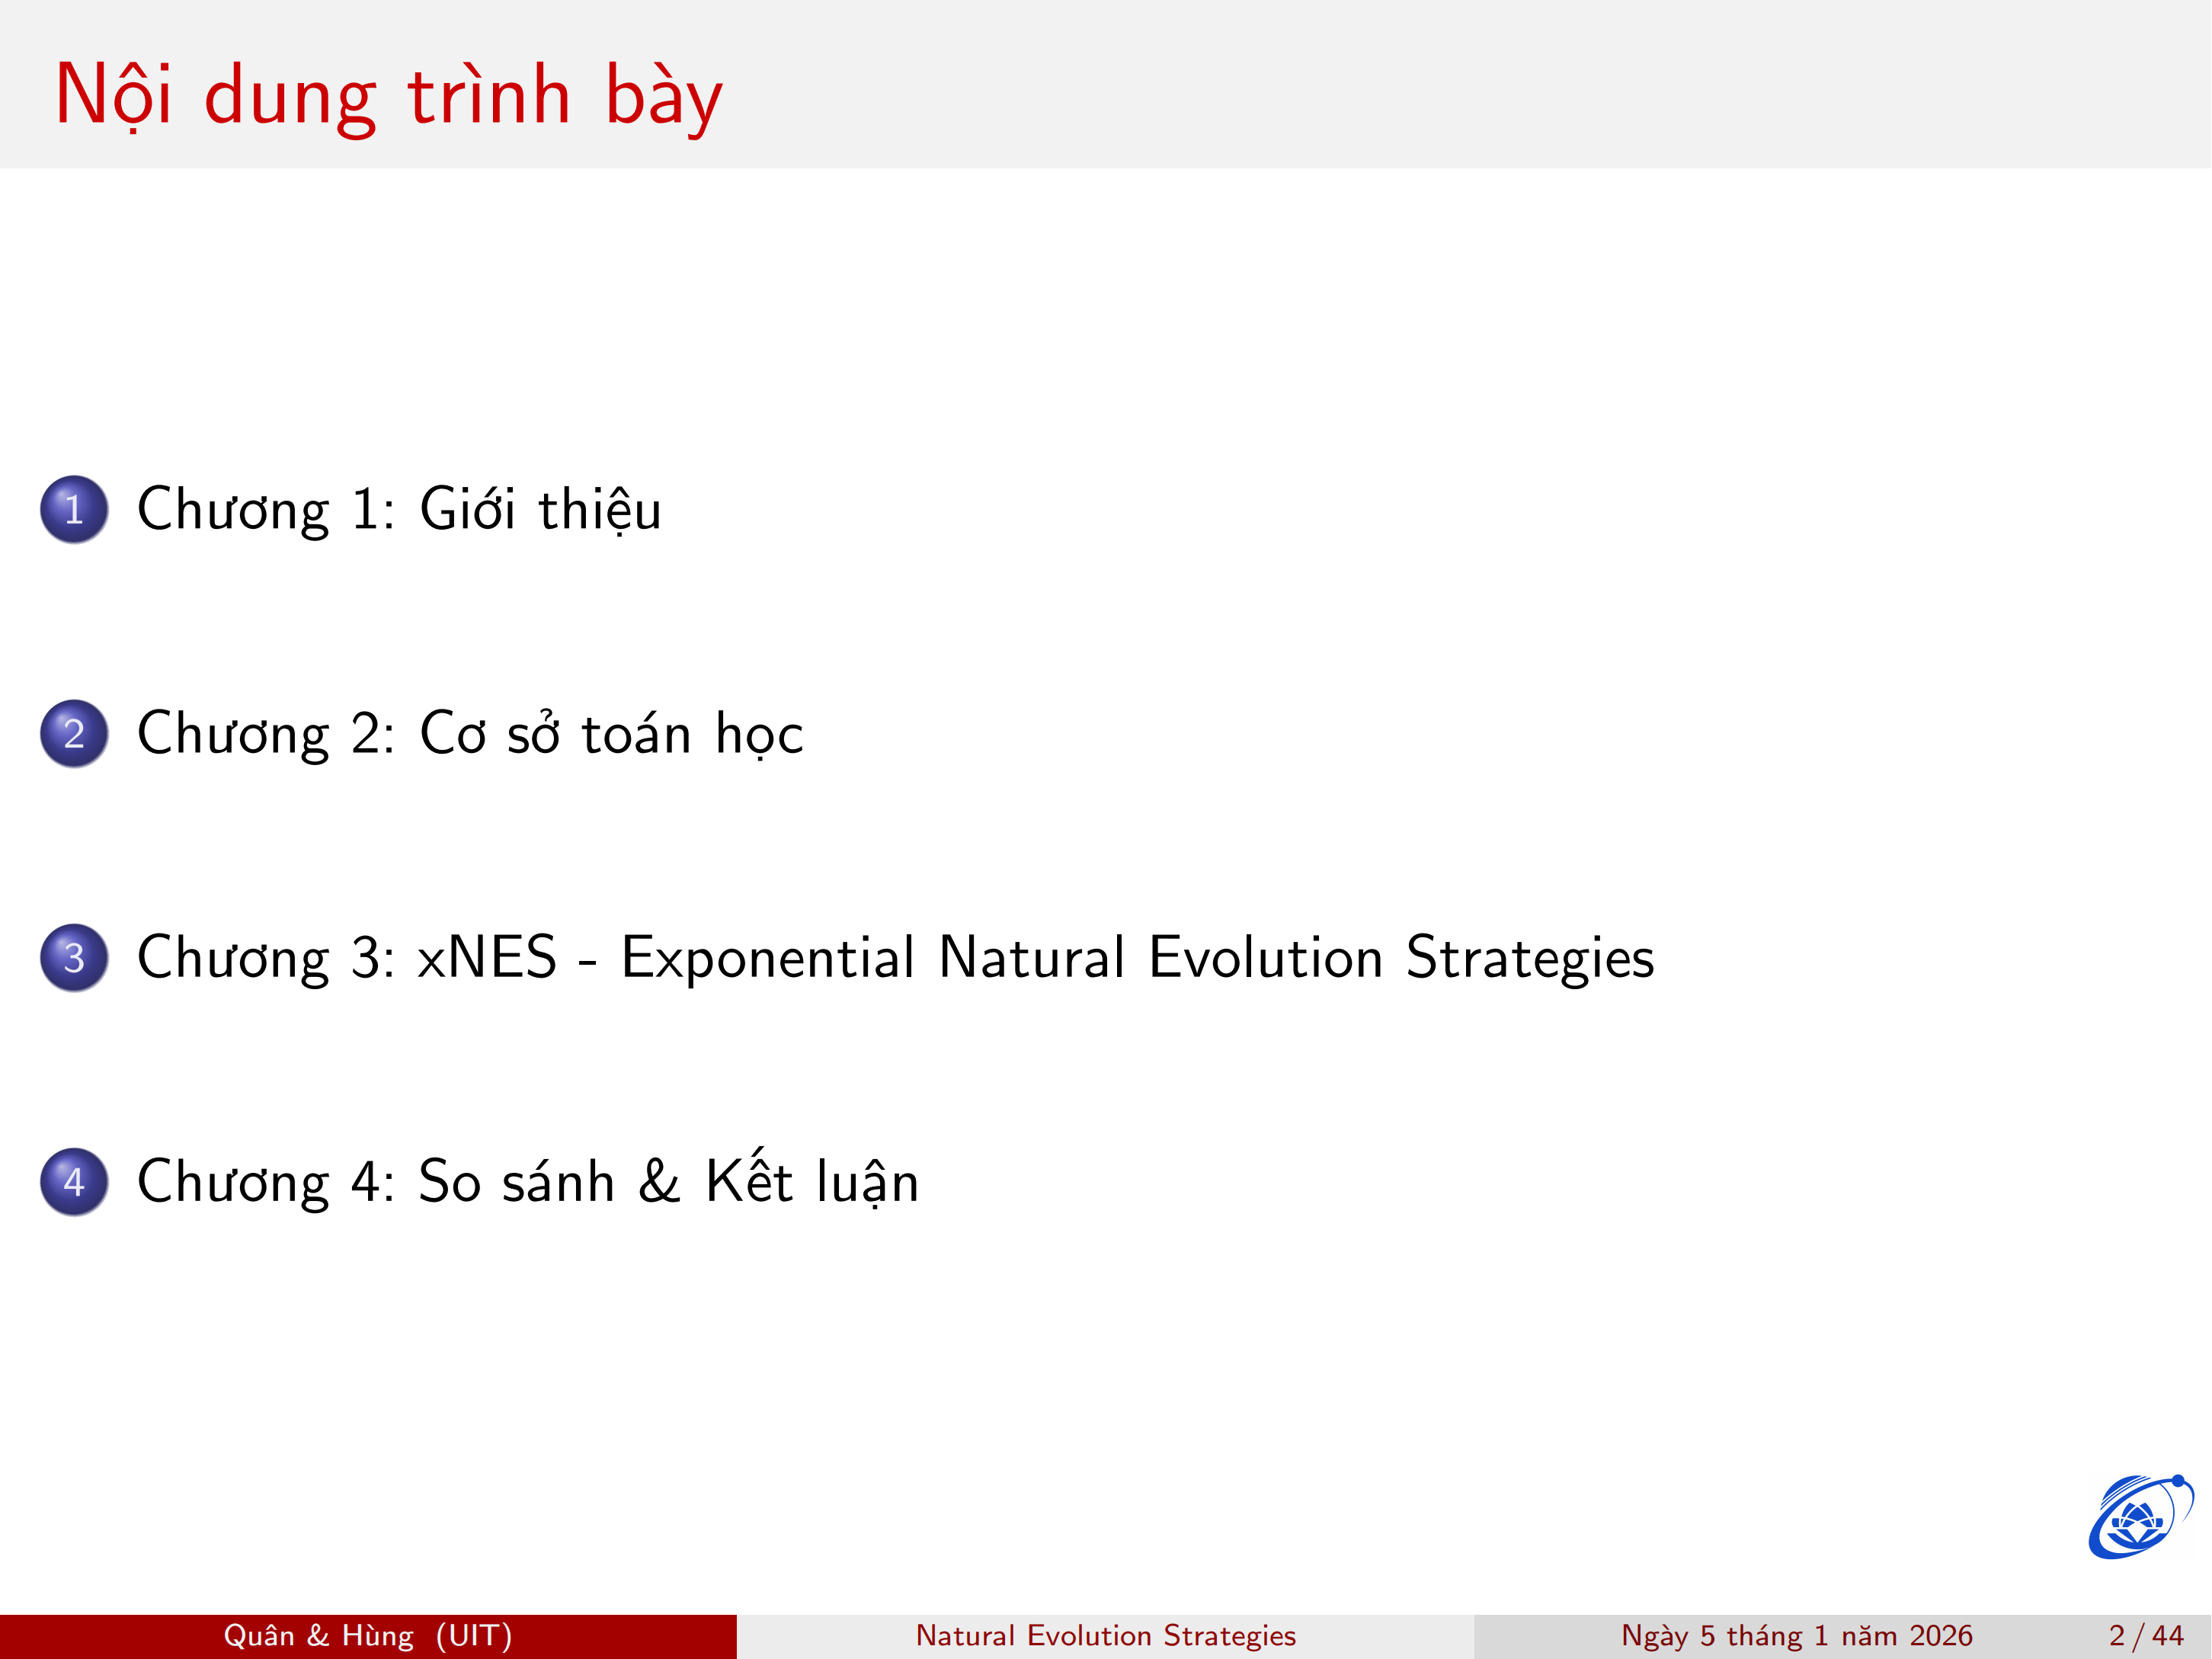 Nội dung trình bày
1 Chương 1: Giới thiệu
2 Chương 2: Cơ sở toán học
3 Chương 3: xNES - Exponential Natural Evolution Strategies
4 Chương 4: So sánh & Kết luận
Quân & Hùng (UIT) Natural Evolution Strategies Ngày 5 tháng 1 năm 2026 2 / 44